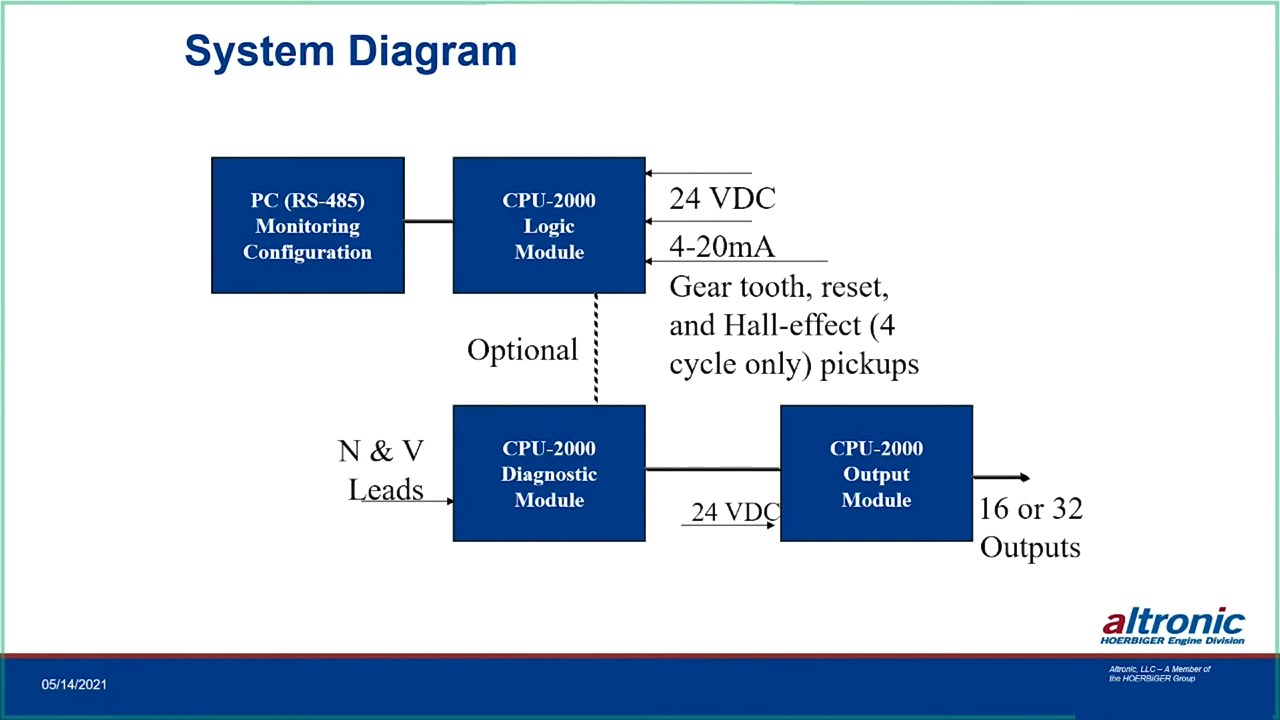 System Diagram
PC (RS-485)
Monitoring
Configuration
CPU-2000
Logic
Module
24 VDC
4-20mA
Gear tooth, reset,
and Hall-effect (4
cycle only) pickups
Optional
N & V
Leads
CPU-2000
Diagnostic
Module
24 VDC
CPU-2000
Output
Module
16 or 32
Outputs
altronic
HOERBIGER Engine Division
05/14/2021
Altronic, LLC – A Member of
the HOERBIGER Group